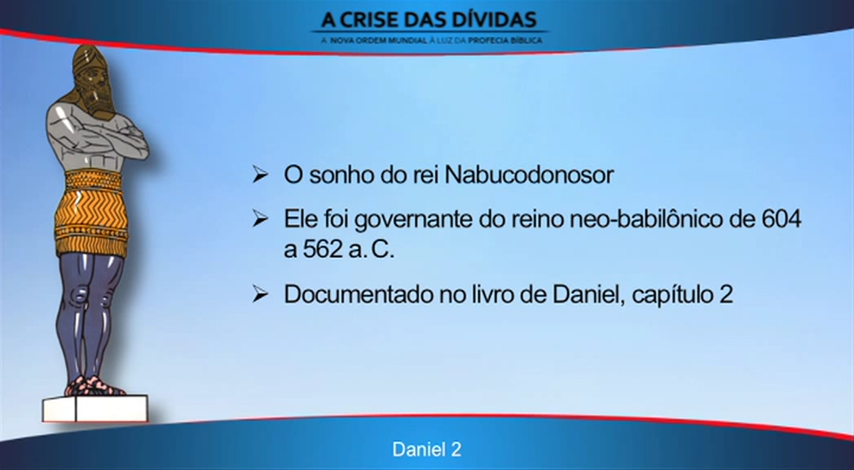 A CRISE DAS DÍVIDAS
A NOVA ORDEM MUNDIAL À LUZ DA PROFECIA BÍBLICA
➢ O sonho do rei Nabucodonosor
➢ Ele foi governante do reino neo-babilônico de 604
a 562 a. C.
➢ Documentado no livro de Daniel, capítulo 2
Daniel 2